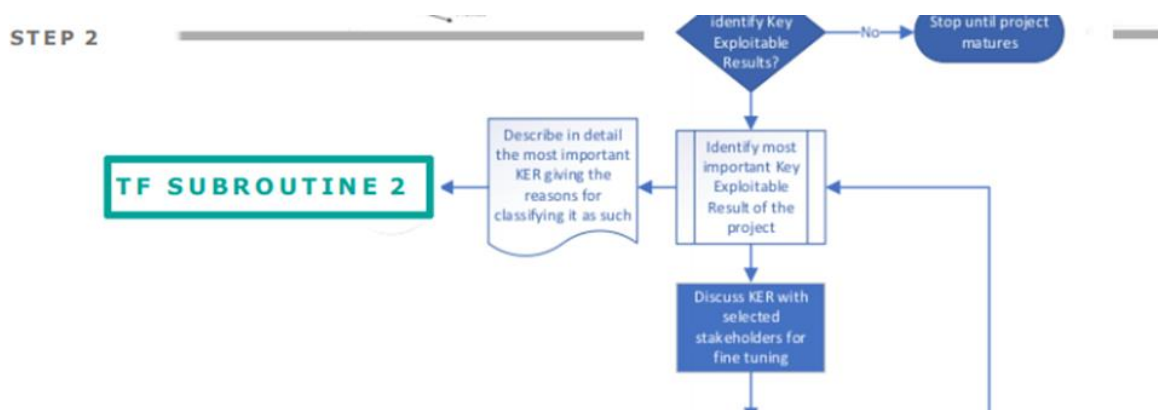 STEP 2
identify Key
Exploitable
Results?
No
Stop until project
matures
Describe in detail
the most important
KER giving the
reasons for
classifying it as such
Identify most
important Key
Exploitable
Result of the
project
TF SUBROUTINE 2
Discuss KER with
selected
stakeholders for
fine tuning